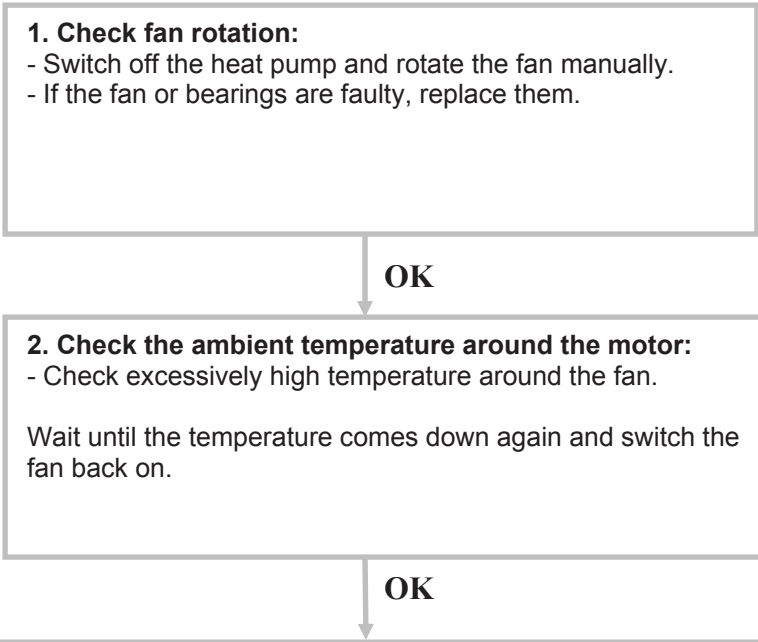 1. Check fan rotation:
- Switch off the heat pump and rotate the fan manually.
- If the fan or bearings are faulty, replace them.
OK
2. Check the ambient temperature around the motor:
- Check excessively high temperature around the fan.
Wait until the temperature comes down again and switch the
fan back on.
OK